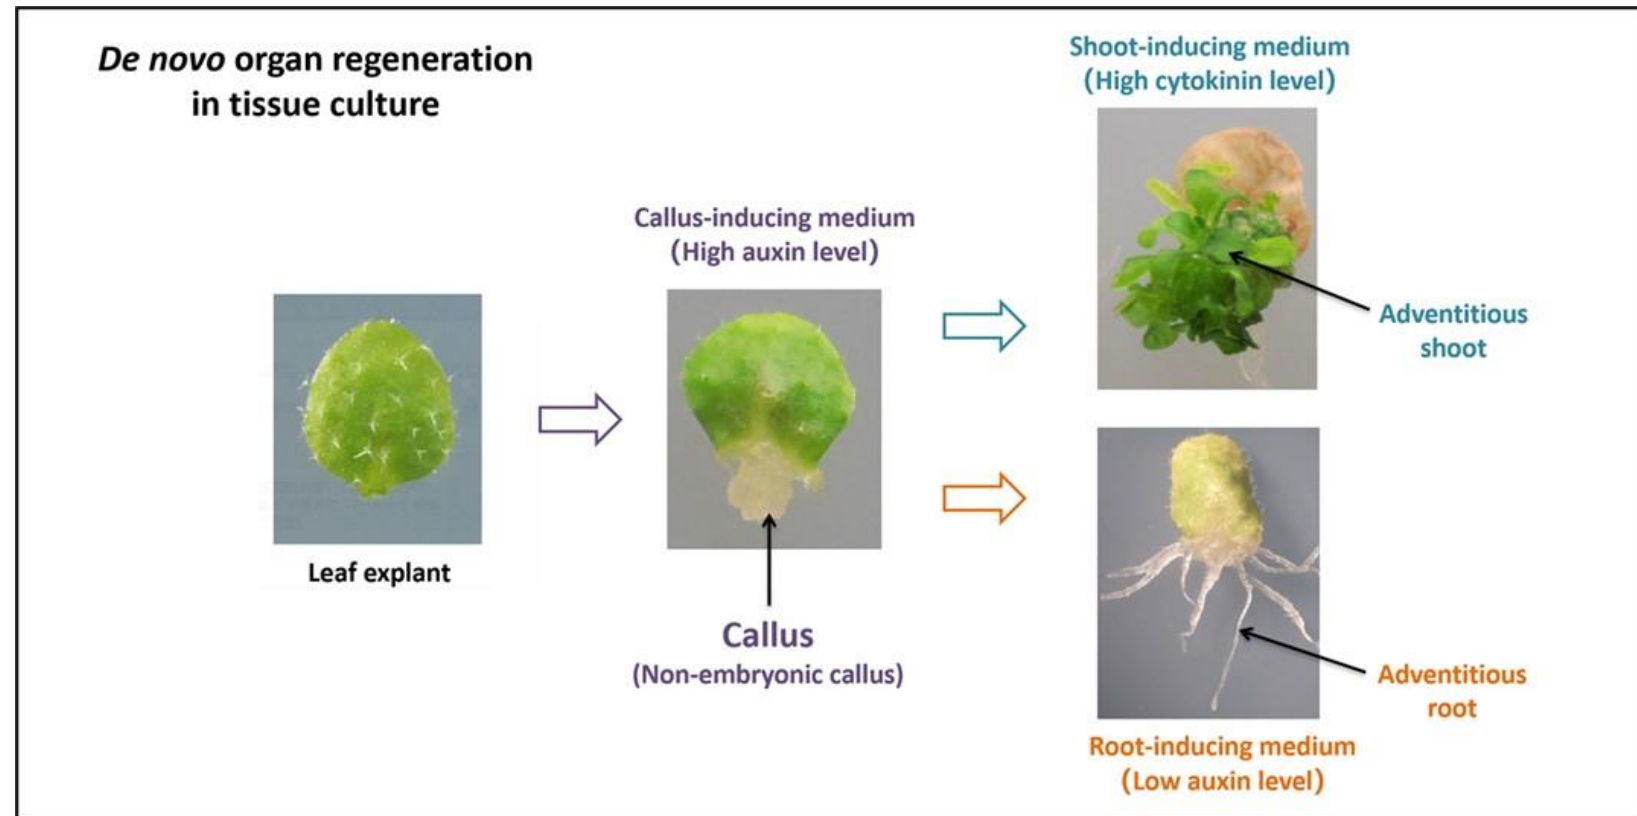 De novo organ regeneration
in tissue culture
Leaf explant
Callus-inducing medium
(High auxin level)
Callus
(Non-embryonic callus)
Shoot-inducing medium
(High cytokinin level)
Adventitious
shoot
Adventitious
root
Root-inducing medium
(Low auxin level)